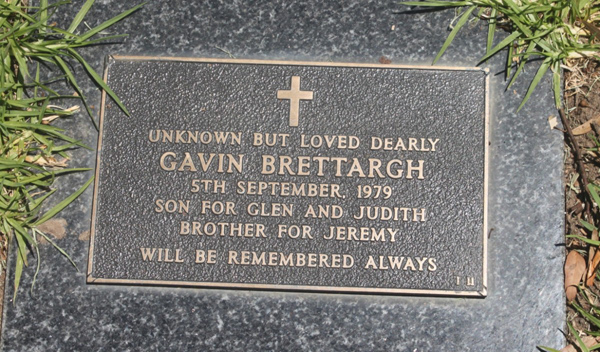 UNKNOWN BUT LOVED DEARLY
GAVIN BRETTARGH
5TH SEPTEMBER, 1979
SON FOR GLEN AND JUDITH
BROTHER FOR JEREMY
WILL BE REMEMBERED ALWAYS